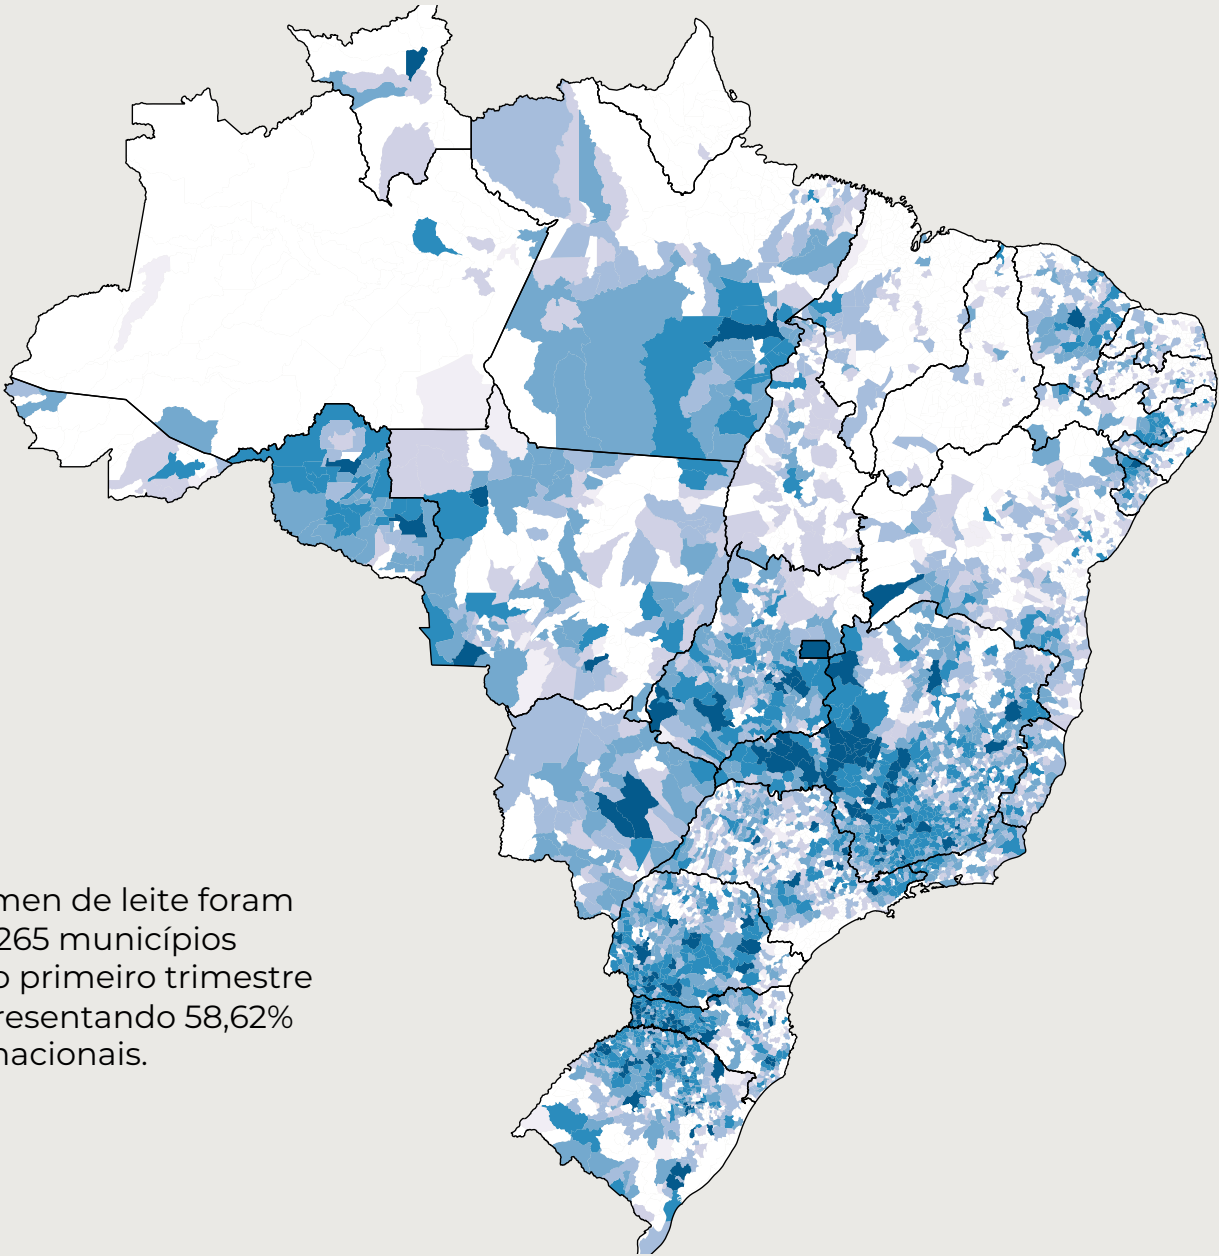 men de leite foram
265 municípios
o primeiro trimestre
resentando 58,62%
nacionais.